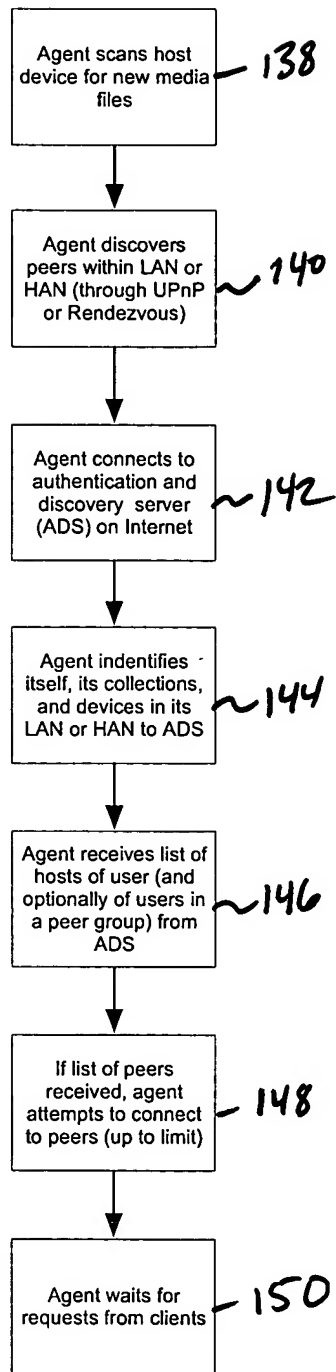 Agent scans host
device for new media
files
138
Agent discovers
peers within LAN or
HAN (through UPnP
or Rendezvous)
140
Agent connects to
authentication and
discovery server
(ADS) on Internet
142
Agent indentifies
itself, its collections,
and devices in its
LAN or HAN to ADS
144
Agent receives list of
hosts of user (and
optionally of users in
a peer group) from
ADS
146
If list of peers
received, agent
attempts to connect
to peers (up to limit)
148
Agent waits for
requests from clients
150